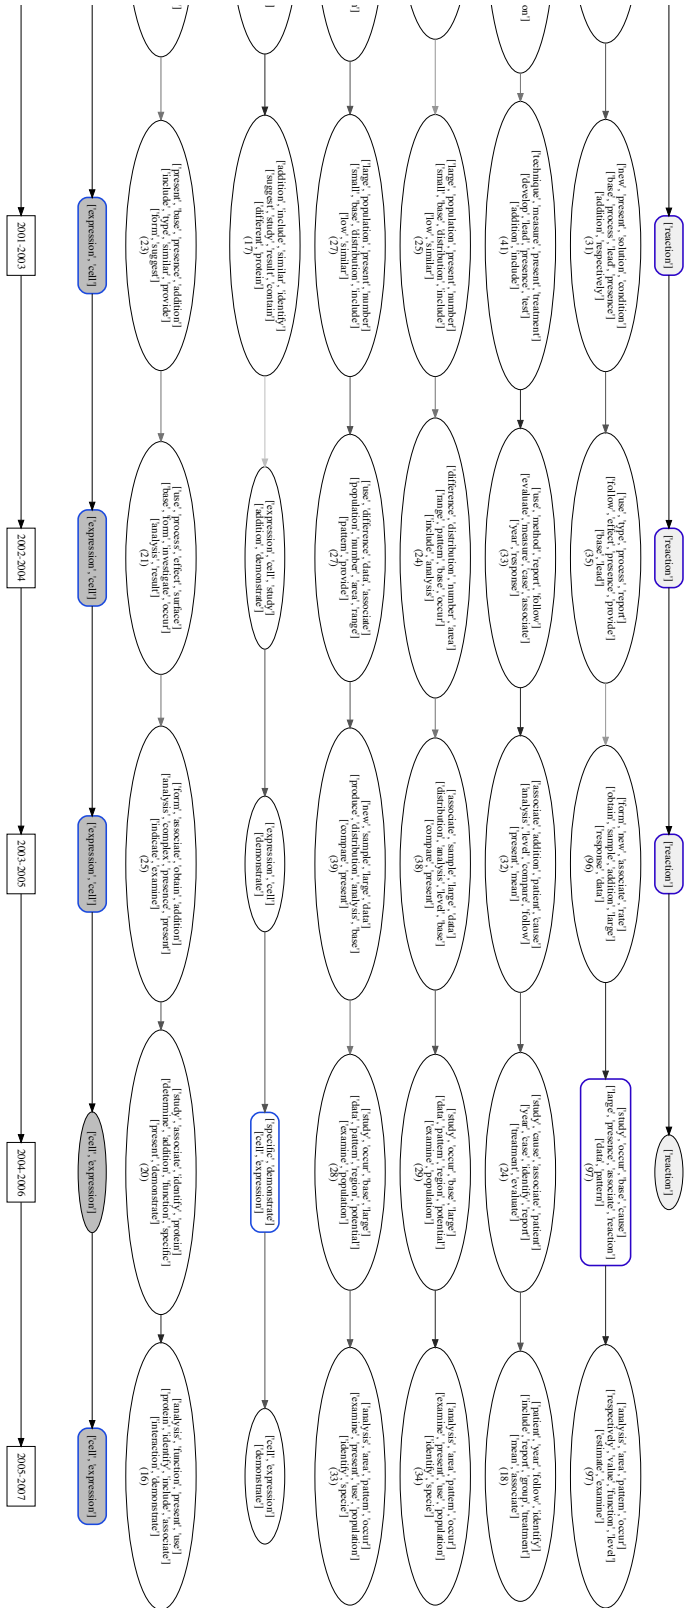 ['reaction']
['reaction']
['reaction']
['reaction']
['new', 'present', 'solution', 'condition']
['base', 'process', 'lead', 'presence']
['addition', 'respectively']
(31)
['use', 'type', 'process', 'report']
['follow', 'effect', 'presence', 'provide']
['base', 'lead']
(35)
['form', 'new', 'associate', 'rate']
['obtain', 'sample', 'addition', 'large']
['response', 'data']
(96)
['study', 'occur', 'base', 'cause']
['large', 'presence', 'associate', 'reaction']
['data', 'pattern']
(97)
['analysis', 'area', 'pattern', 'occur']
['respectively', 'value', 'function', 'level']
['estimate', 'examine']
(97)
on']
['technique', 'measure', 'present', 'treatment']
['develop', 'lead', 'presence', 'test']
['addition', 'include']
(41)
['use', 'method', 'report', 'follow']
['evaluate', 'measure', 'case', 'associate']
['year', 'response']
(33)
['associate', 'addition', 'patient', 'cause']
['analysis', 'level', 'compare', 'follow']
['present', 'mean']
(32)
['study', 'cause', 'associate', 'patient']
['year', 'case', 'identify', 'report']
['treatment', 'evaluate']
(24)
['patient', 'year', 'follow', 'identify']
['include', 'report', 'group', 'treatment']
['mean', 'associate']
(18)
['large', 'population', 'present', 'number']
['small', 'base', 'distribution', 'include']
['low', 'similar']
(25)
['difference', 'distribution', 'number', 'area']
['range', 'pattern', 'base', 'occur']
['include', 'analysis']
(24)
['associate', 'sample', 'large', 'data']
['distribution', 'analysis', 'level', 'base']
['compare', 'present']
(38)
['study', 'occur', 'base', 'large']
['data', 'pattern', 'region', 'potential']
['examine', 'population']
(29)
['analysis', 'area', 'pattern', 'occur']
['examine', 'present', 'use', 'population']
['identify', 'specie']
(34)
r']
['large', 'population', 'present', 'number']
['small', 'base', 'distribution', 'include']
['low', 'similar']
(27)
['use', 'difference', 'data', 'associate']
['population', 'number', 'area', 'range']
['pattern', 'provide']
(27)
['new', 'sample', 'large', 'data']
['produce', 'distribution', 'analysis', 'base']
['compare', 'present']
(39)
['study', 'occur', 'base', 'large']
['data', 'pattern', 'region', 'potential']
['examine', 'population']
(28)
['analysis', 'area', 'pattern', 'occur']
['examine', 'present', 'use', 'population']
['identify', 'specie']
(33)
']
['addition', 'include', 'similar', 'identify']
['suggest', 'study', 'result', 'contain']
['different', 'protein']
(17)
['expression', 'cell', 'study']
['addition', 'demonstrate']
['expression', 'cell']
['demonstrate']
['specific', 'demonstrate']
['cell', 'expression']
['cell', 'expression']
['demonstrate']
']
['present', 'base', 'presence', 'addition']
['include', 'type', 'similar', 'provide']
['form', 'suggest']
(23)
['use', 'process', 'effect', 'surface']
['base', 'form', 'investigate', 'occur']
['analysis', 'result']
(21)
['form', 'associate', 'obtain', 'addition']
['analysis', 'complex', 'presence', 'present']
['indicate', 'examine']
(25)
['study', 'associate', 'identify', 'protein']
['determine', 'addition', 'function', 'specific']
['present', 'demonstrate']
(20)
['analysis', 'function', 'present', 'use']
['protein', 'identify', 'include', 'associate']
['interaction', 'demonstrate']
(16)
['expression', 'cell']
['expression', 'cell']
['expression', 'cell']
['cell', 'expression']
['cell', 'expression']
2001-2003
2002-2004
2003-2005
2004-2006
2005-2007